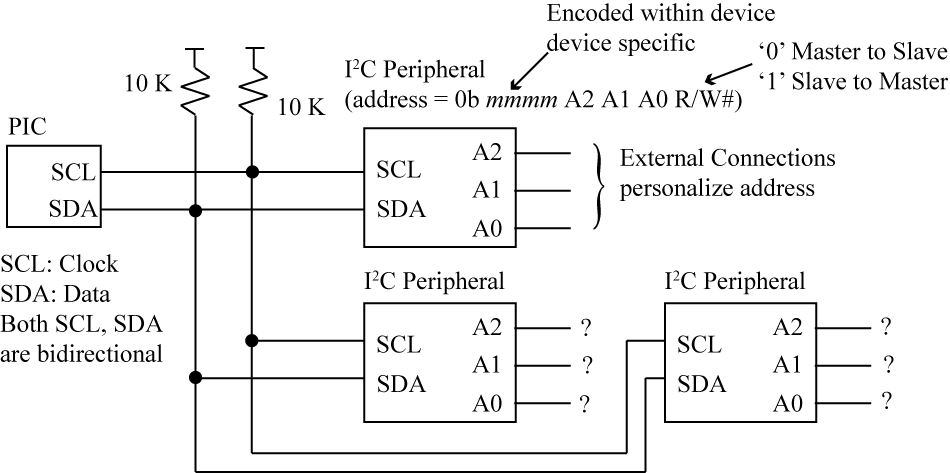 Encoded within device
device specific
‘0’ Master to Slave
‘1’ Slave to Master
10 K
10 K
I²C Peripheral
(address = 0b mmmm A2 A1 A0 R/W#)
PIC
SCL
SDA
SCL
SDA
A2
A1
A0
External Connections
personalize address
SCL: Clock
SDA: Data
Both SCL, SDA
are bidirectional
I²C Peripheral
SCL
SDA
A2 ?
A1 ?
A0 ?
I²C Peripheral
SCL
SDA
A2 ?
A1 ?
A0 ?